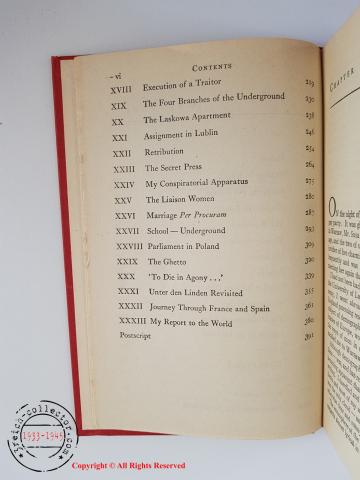 vi
CONTENTS
XVIII Execution of a Traitor 219
XIX The Four Branches of the Underground 230
XX The Laskowa Apartment 238
XXI Assignment in Lublin 246
XXII Retribution 254
XXIII The Secret Press 264
XXIV My Conspiratorial Apparatus 275
XXV The Liaison Women 280
XXVI Marriage Per Procuram 287
XXVII School—Underground 293
XXVIII Parliament in Poland 309
XXIX The Ghetto 320
XXX 'To Die in Agony ...' 339
XXXI Unter den Linden Revisited 355
XXXII Journey Through France and Spain 361
XXXIII My Report to the World 380
Postscript 391
CHAPTER
reich-collector.com
1933-1945
Copyright © All Rights Reserved